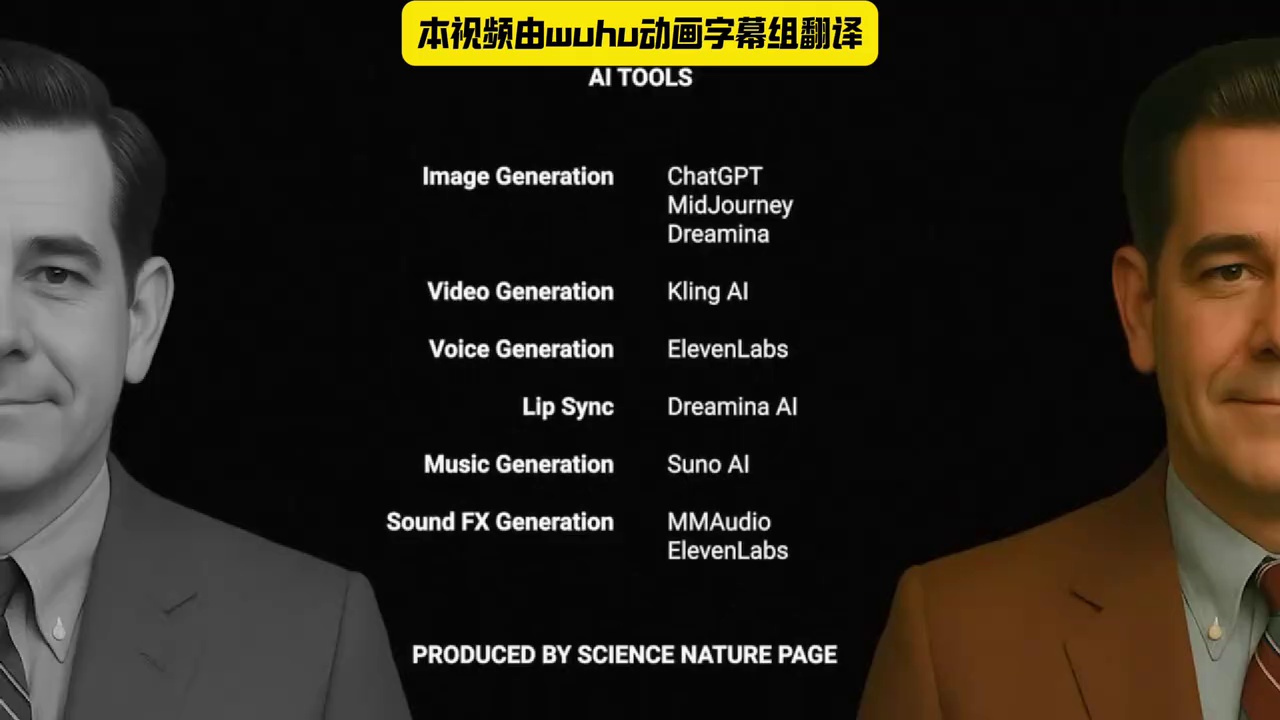 本视频由wuhu动画字幕组翻译
AI TOOLS
Image Generation ChatGPT
MidJourney
Dreamina
Video Generation Kling AI
Voice Generation ElevenLabs
Lip Sync Dreamina AI
Music Generation Suno AI
Sound FX Generation MMAudio
ElevenLabs
PRODUCED BY SCIENCE NATURE PAGE